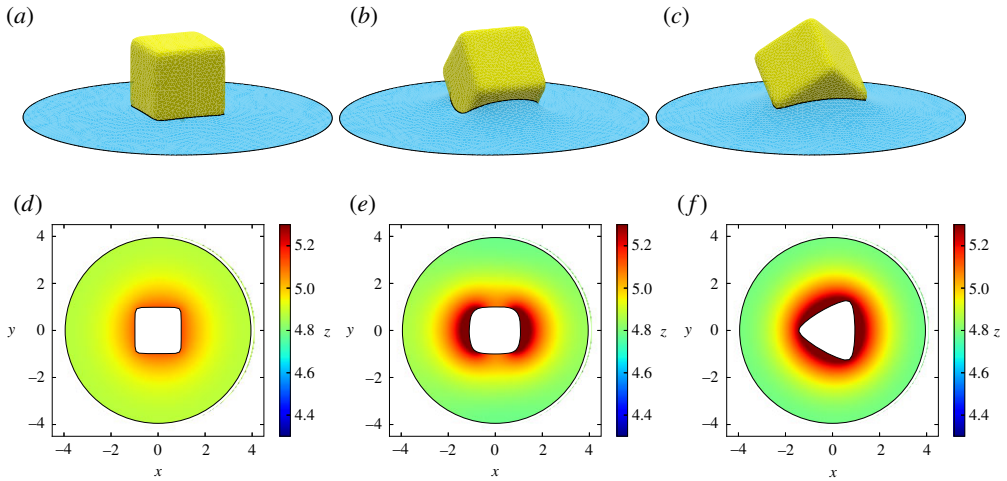 (a) (b) (c)
(d) (e) (f)
4 5.2 4 5.2 4 5.2
2 5.0 2 5.0 2 5.0
y 0 4.8 z y 0 4.8 z y 0 4.8 z
–2 4.6 –2 4.6 –2 4.6
–4 4.4 –4 4.4 –4 4.4
–4 –2 0 2 4 –4 –2 0 2 4 –4 –2 0 2 4
x x x